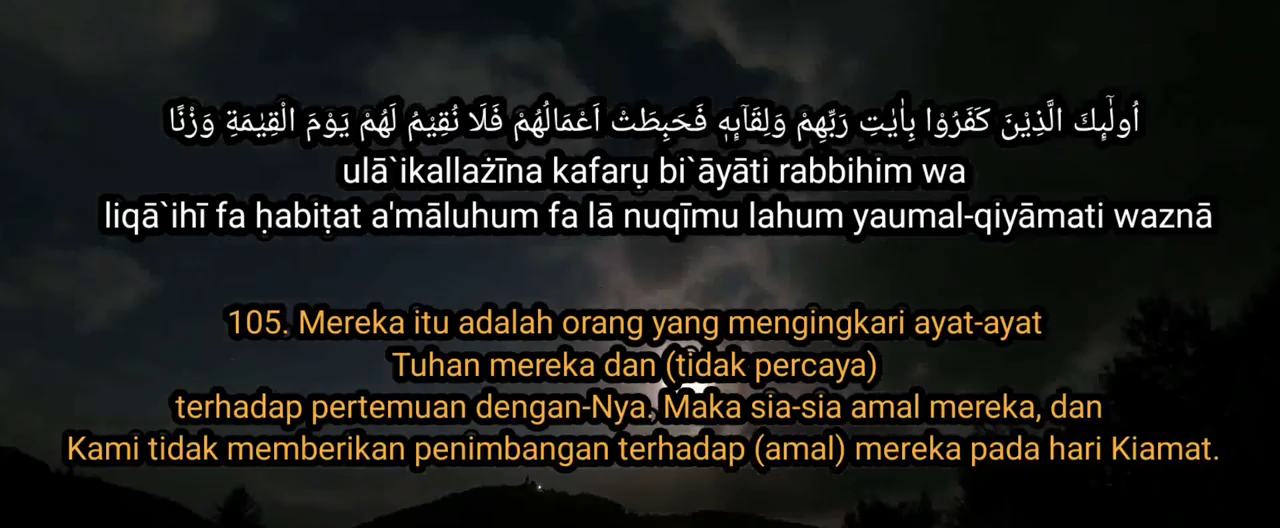 اُولٰۤىِٕكَ الَّذِيْنَ كَفَرُوْا بِاٰيٰتِ رَبِّهِمْ وَلِقَاۤىِٕهٖ فَحَبِطَتْ اَعْمَالُهُمْ فَلَا نُقِيْمُ لَهُمْ يَوْمَ الْقِيٰمَةِ وَزْنًا
ulā`ikallażīna kafarụ bi`āyāti rabbihim wa
liqā`ihī fa ḥabiṭat a'māluhum fa lā nuqīmu lahum yaumal-qiyāmati waznā
105. Mereka itu adalah orang yang mengingkari ayat-ayat
Tuhan mereka dan (tidak percaya)
terhadap pertemuan dengan-Nya. Maka sia-sia amal mereka, dan
Kami tidak memberikan penimbangan terhadap (amal) mereka pada hari Kiamat.